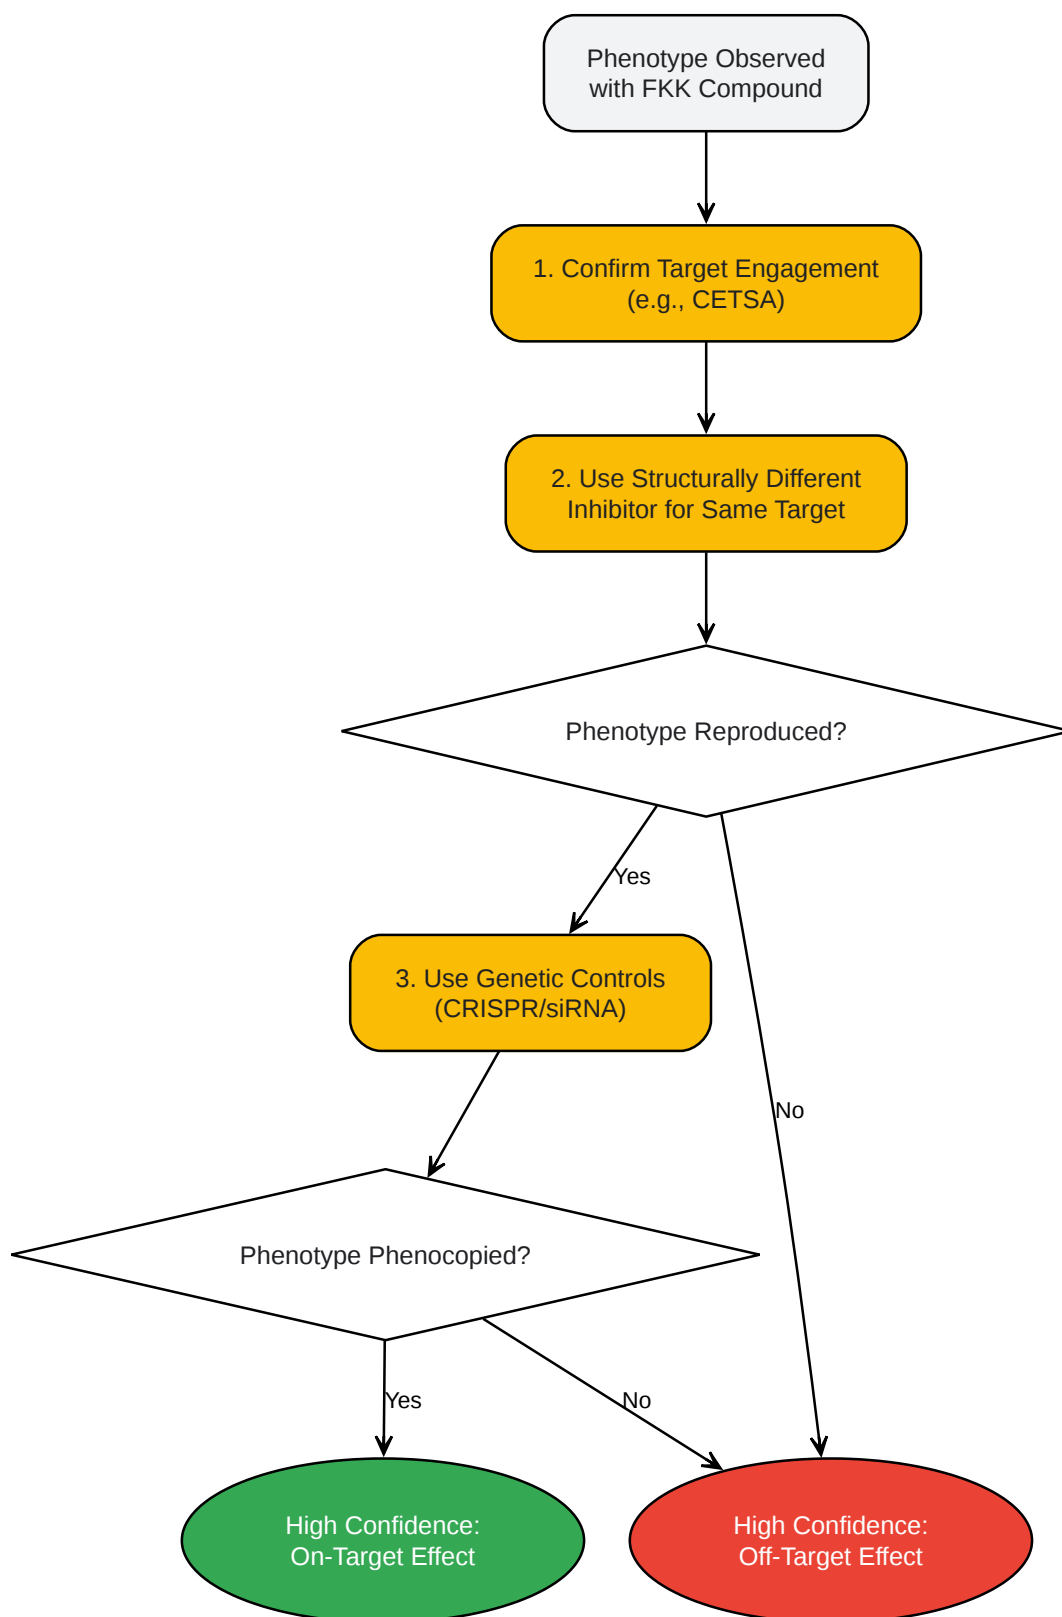 Phenotype Observed
with FKK Compound
1. Confirm Target Engagement
(e.g., CETSA)
2. Use Structurally Different
Inhibitor for Same Target
Phenotype Reproduced?
Yes
3. Use Genetic Controls
(CRISPR/siRNA)
No
Phenotype Phenocopied?
Yes
No
High Confidence:
On-Target Effect
High Confidence:
Off-Target Effect